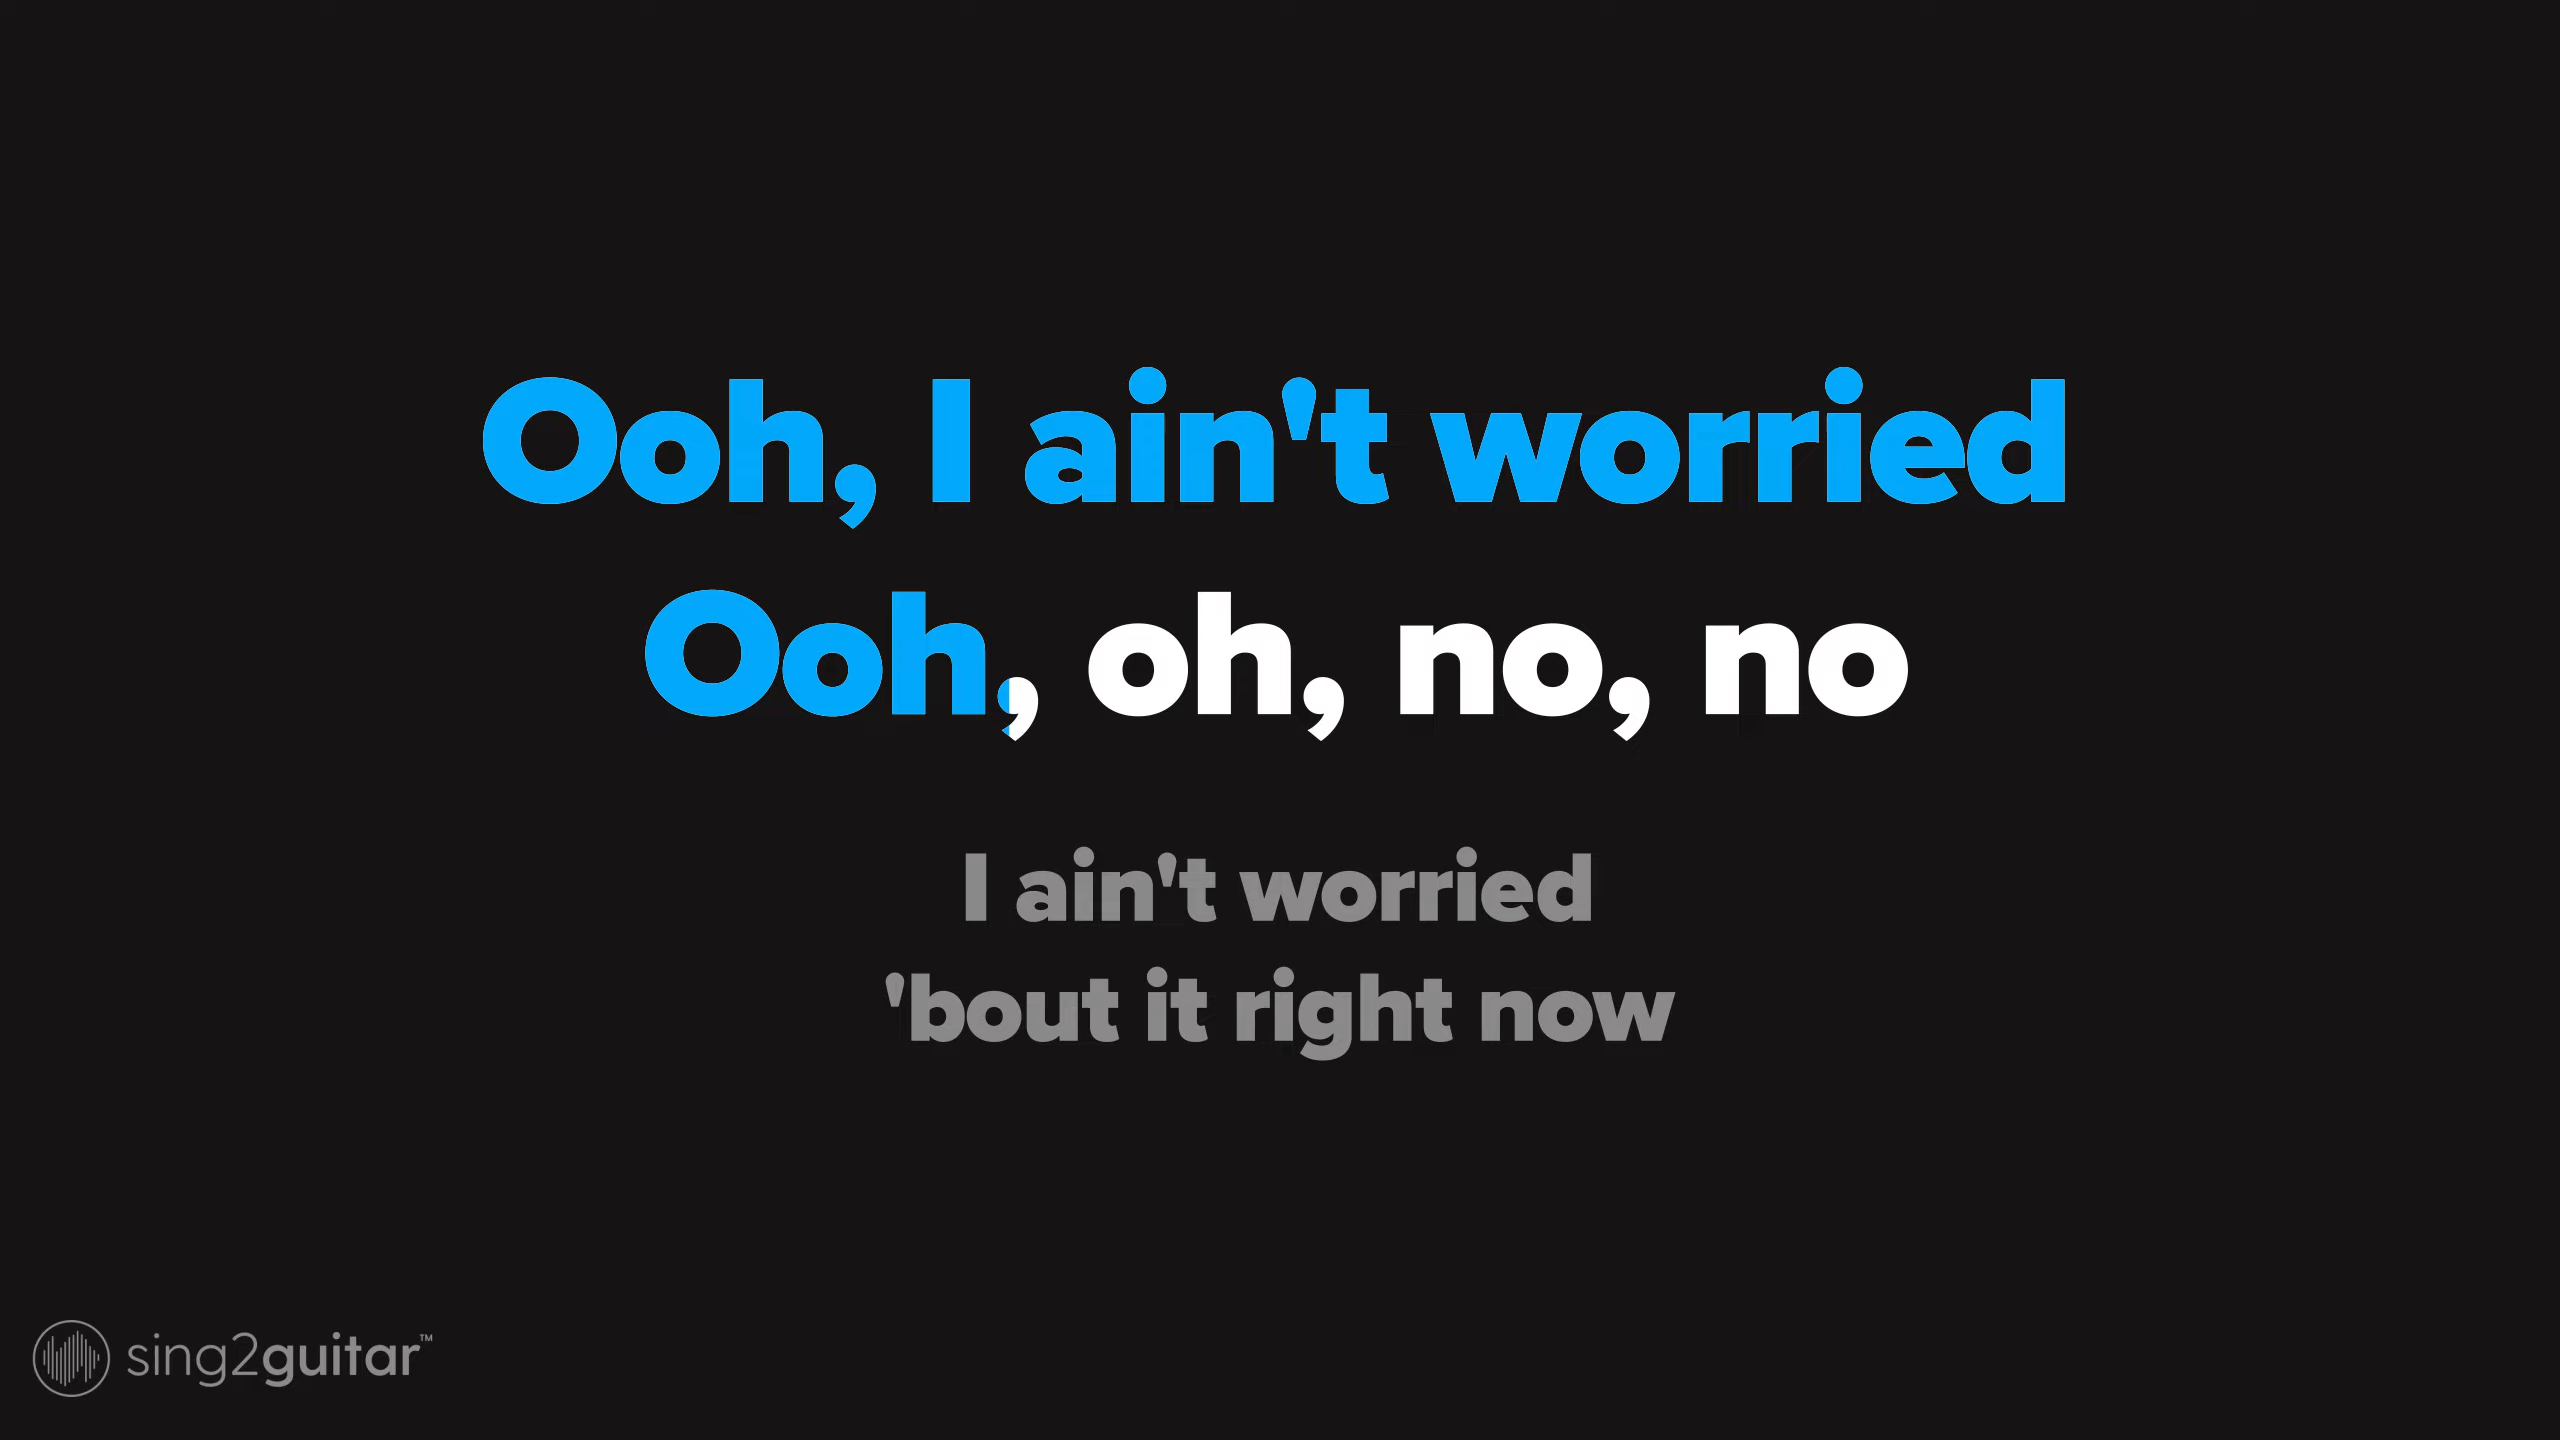 Ooh, I ain't worried
Ooh, oh, no, no
I ain't worried
'bout it right now
sing2guitar™